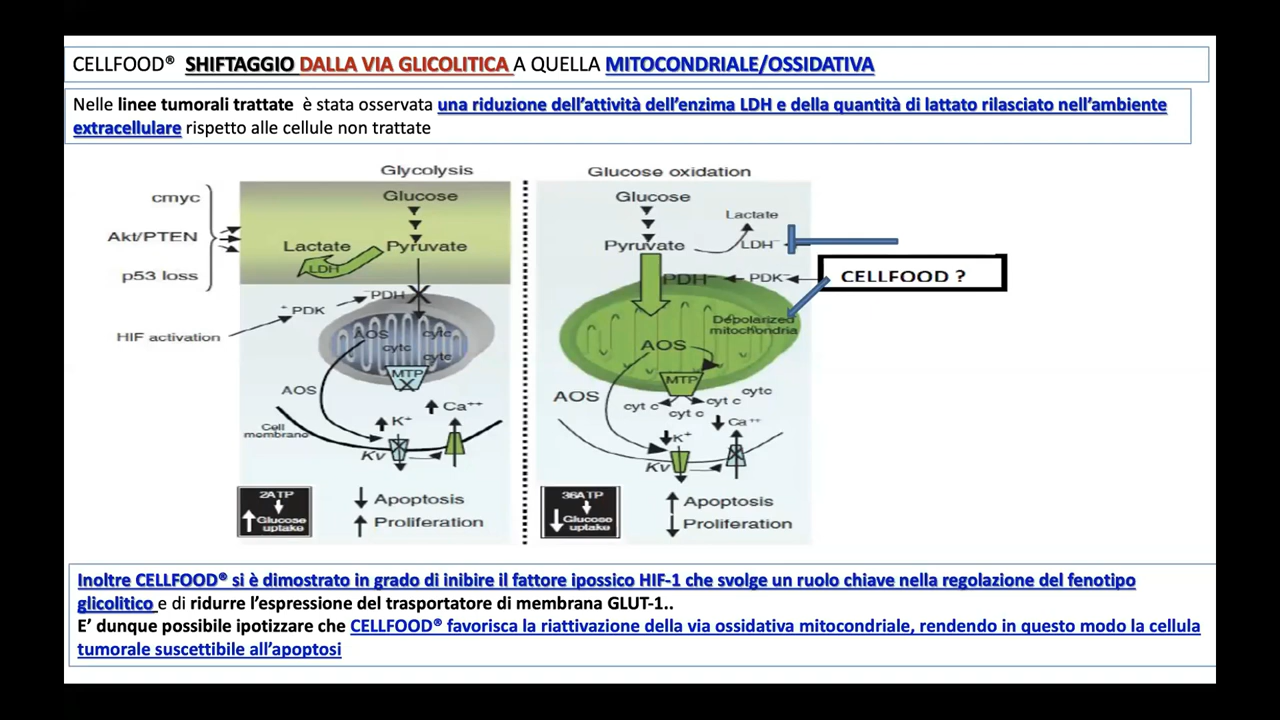 CELLFOOD® SHIFTAGGIO DALLA VIA GLICOLITICA A QUELLA MITOCONDRIALE/OSSIDATIVA
Nelle linee tumorali trattate è stata osservata una riduzione dell'attività dell'enzima LDH e della quantità di lattato rilasciato nell'ambiente
extracellulare rispetto alle cellule non trattate
Glycolysis
cmyc
Akt/PTEN
p53 loss
HIF activation
Glucose
Lactate
Pyruvate
LDH
PDH
+ PDK
AOS
cytc
cytc
cytc
MTP
AOS
K+
Ca++
Cell
membrane
Kv
2ATP
Glucose
uptake
Apoptosis
Proliferation
Glucose oxidation
Glucose
Lactate
Pyruvate
LDH-
PDH
PDK-
CELLFOOD ?
Depolarized
mitochondria
AOS
MTP
AOS
cyt c
cyt c
cyt c
cytc
K+
Ca++
Kv
36ATP
Glucose
uptake
Apoptosis
Proliferation
Inoltre CELLFOOD® si è dimostrato in grado di inibire il fattore ipossico HIF-1 che svolge un ruolo chiave nella regolazione del fenotipo
glicolitico e di ridurre l'espressione del trasportatore di membrana GLUT-1..
E' dunque possibile ipotizzare che CELLFOOD® favorisca la riattivazione della via ossidativa mitocondriale, rendendo in questo modo la cellula
tumorale suscettibile all'apoptosi